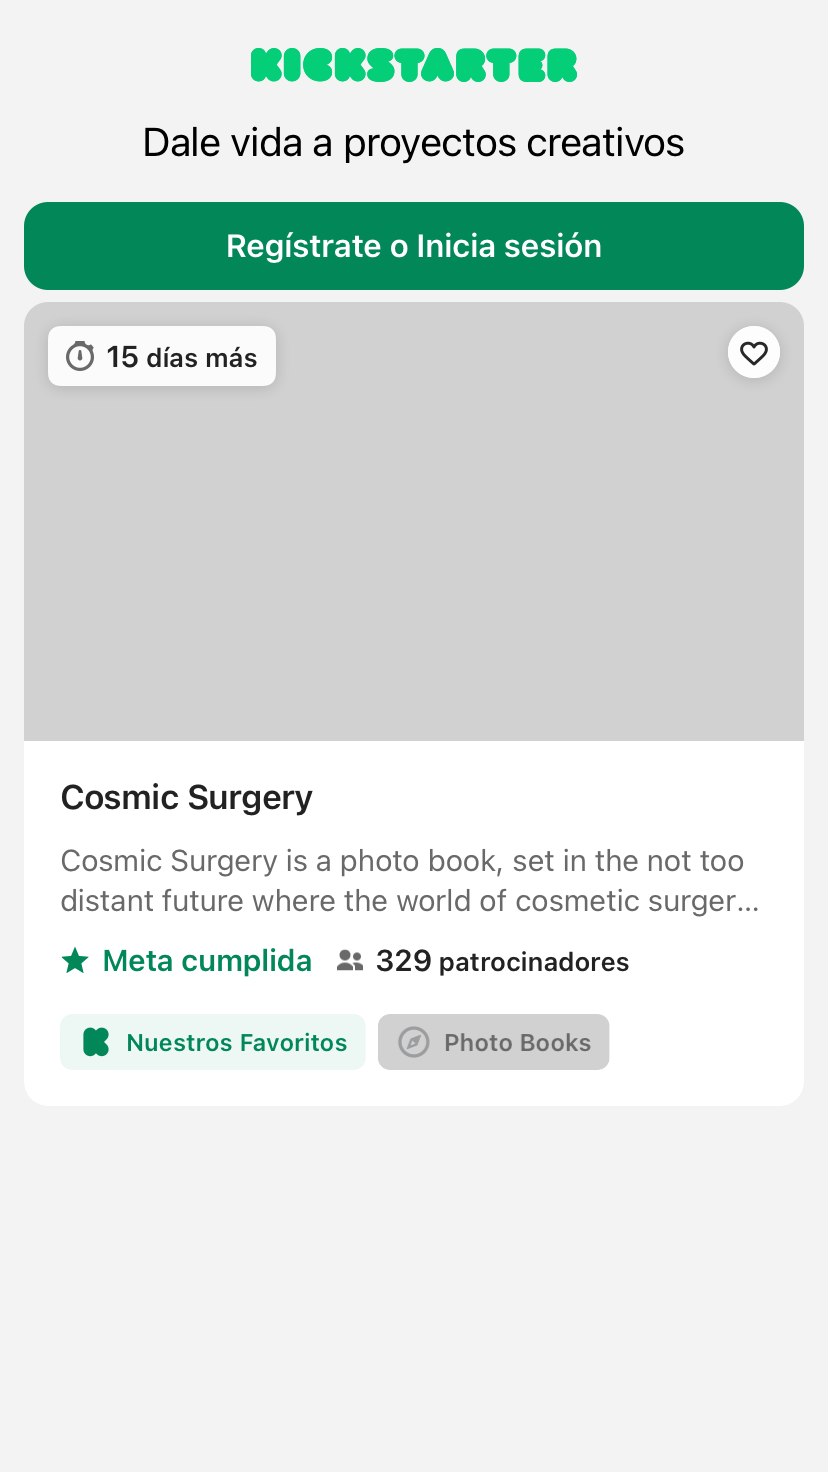 KICKSTARTER
Dale vida a proyectos creativos
Regístrate o Inicia sesión
15 días más
Cosmic Surgery
Cosmic Surgery is a photo book, set in the not too
distant future where the world of cosmetic surger...
Meta cumplida 329 patrocinadores
Nuestros Favoritos Photo Books